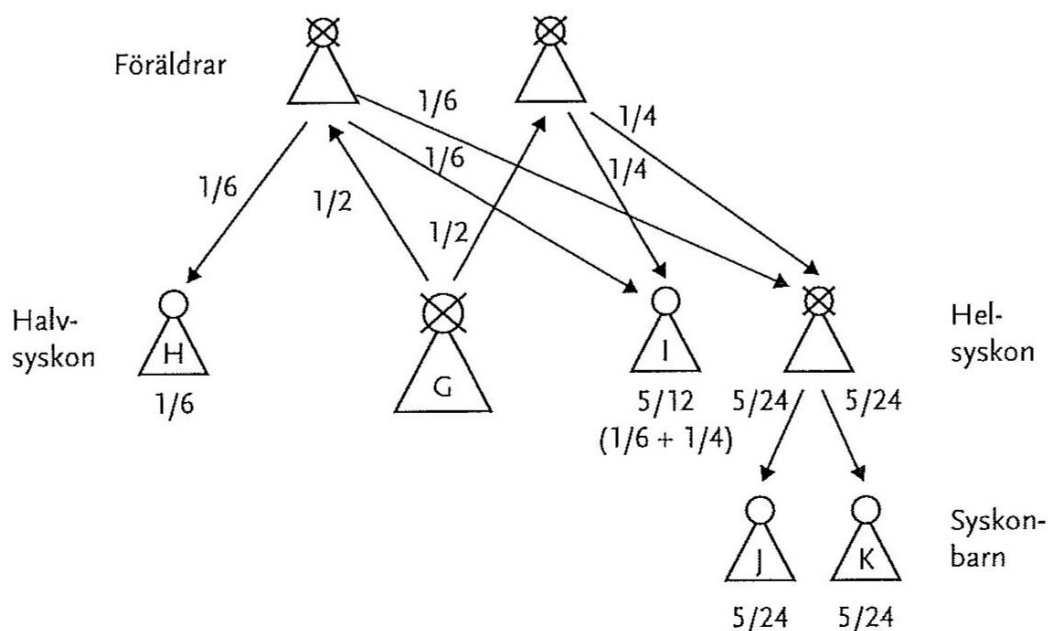 Föräldrar
1/6
1/4
1/6
1/4
1/6
1/2
1/2
Halv-
syskon
H
1/6
G
I
5/12
(1/6 + 1/4)
5/24
5/24
Hel-
syskon
J
K
Syskon-
barn
5/24
5/24